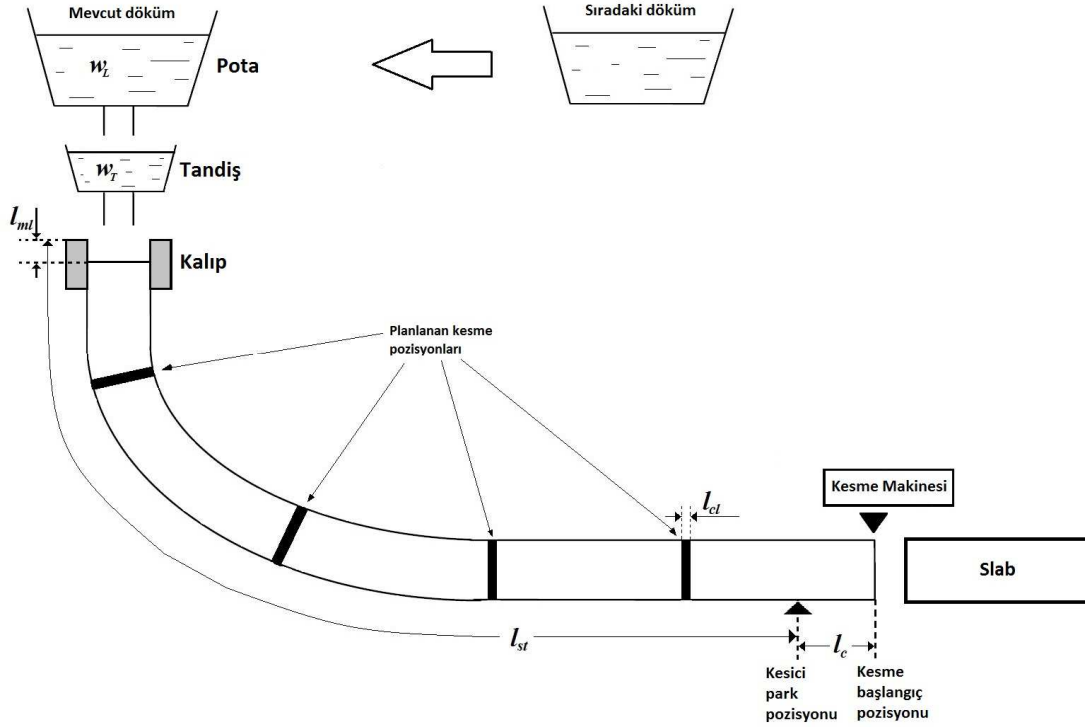 Mevcut döküm
Sıradaki döküm
w_L
Pota
w_T
Tandiş
l_ml
Kalıp
Planlanan kesme
pozisyonları
Kesme Makinesi
l_cl
Slab
l_st
l_c
Kesici
park
pozisyonu
Kesme
başlangıç
pozisyonu